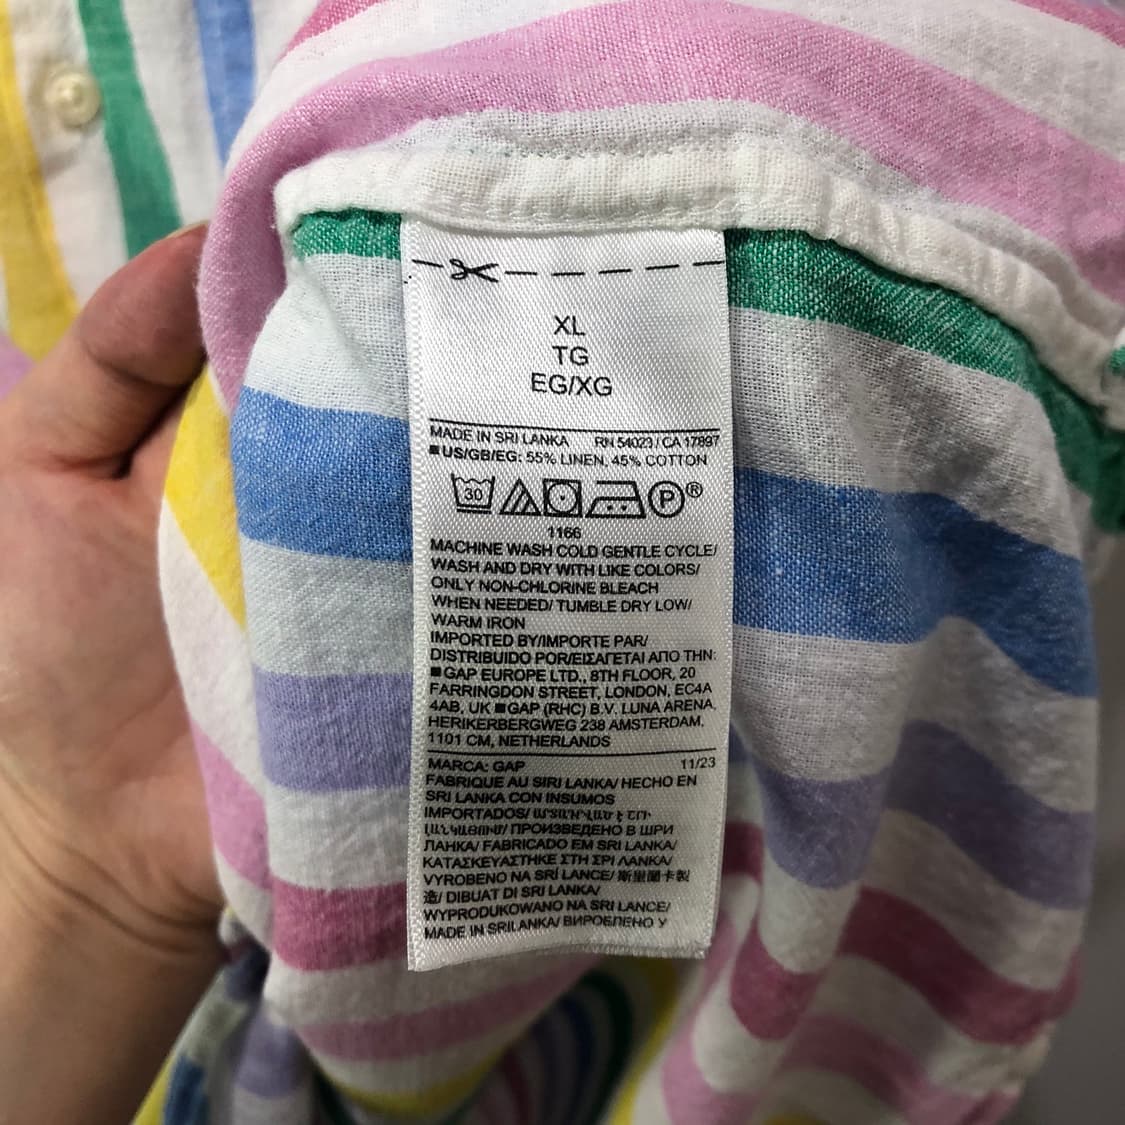 XL
TG
EG/XG
MADE IN SRI LANKA RN 54023 / CA 17897
■US/GB/EG: 55% LINEN, 45% COTTON
30 P ®
1166
MACHINE WASH COLD GENTLE CYCLE/
WASH AND DRY WITH LIKE COLORS/
ONLY NON-CHLORINE BLEACH
WHEN NEEDED/ TUMBLE DRY LOW/
WARM IRON
IMPORTED BY/IMPORTE PAR/
DISTRIBUIDO POR/ΕΙΣΑΓΕΤΑΙ ΑΠΟ ΤΗΝ:
■GAP EUROPE LTD., 8TH FLOOR, 20
FARRINGDON STREET, LONDON, EC4A
4AB, UK ■GAP (RHC) B.V. LUNA ARENA,
HERIKERBERGWEG 238 AMSTERDAM,
1101 CM, NETHERLANDS
MARCA: GAP 11/23
FABRIQUE AU SIRI LANKA/ HECHO EN
SRI LANKA CON INSUMOS
IMPORTADOS/
ПРОИЗВЕДЕНО В ШРИ
ЛАНКА/ FABRICADO EM SRI LANKA/
ΚΑΤΑΣΚΕΥΑΣΤΗΚΕ ΣΤΗ ΣΡΙ ΛΑΝΚΑ/
VYROBENO NA SRÍ LANCE/ 斯里蘭卡製
造/ DIBUAT DI SRI LANKA/
WYPRODUKOWANO NA SRI LANCE/
MADE IN SRILANKA/ ВИРОБЛЕНО У